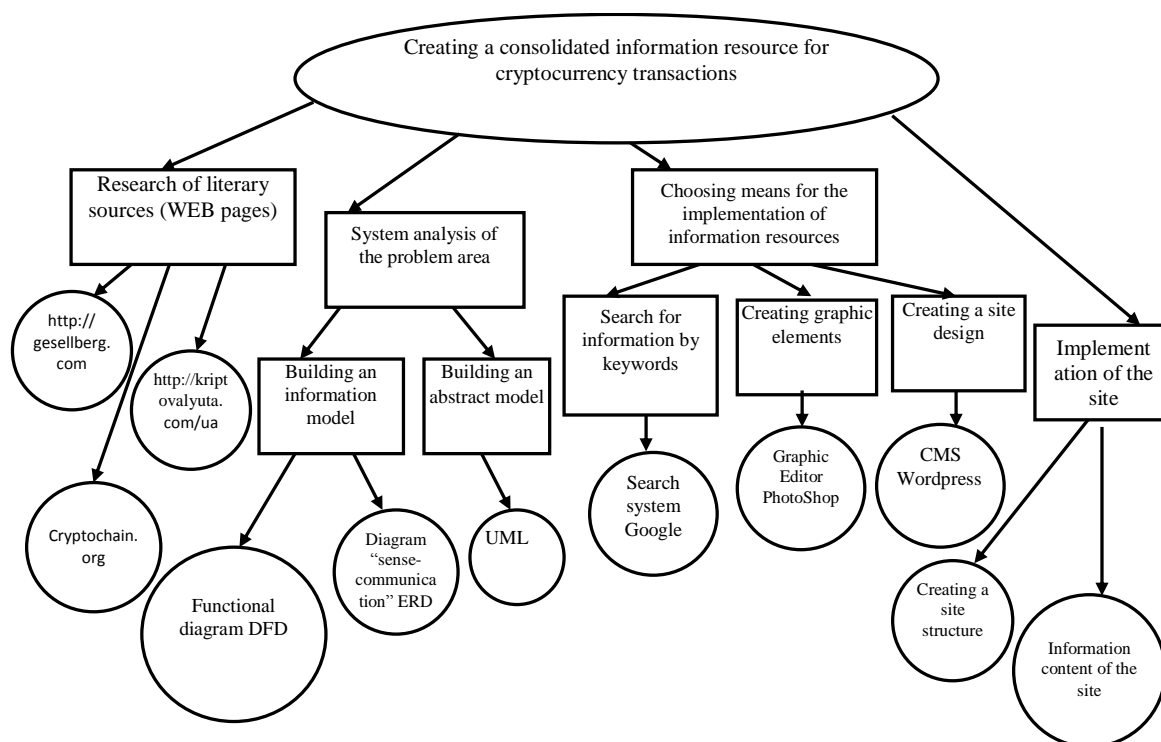 Creating a consolidated information resource for
cryptocurrency transactions
Research of literary
sources (WEB pages)
System analysis of
the problem area
Choosing means for the
implementation of
information resources
http://
gesellberg.
com
http://kript
ovalyuta.
com/ua
Cryptochain.
org
Building an
information
model
Building an
abstract model
Search for
information by
keywords
Creating graphic
elements
Creating a site
design
Implement
ation of the
site
Functional
diagram DFD
Diagram
“sense-
communica
tion” ERD
UML
Search
system
Google
Graphic
Editor
PhotoShop
CMS
Wordpress
Creating a
site
structure
Information
content of the
site